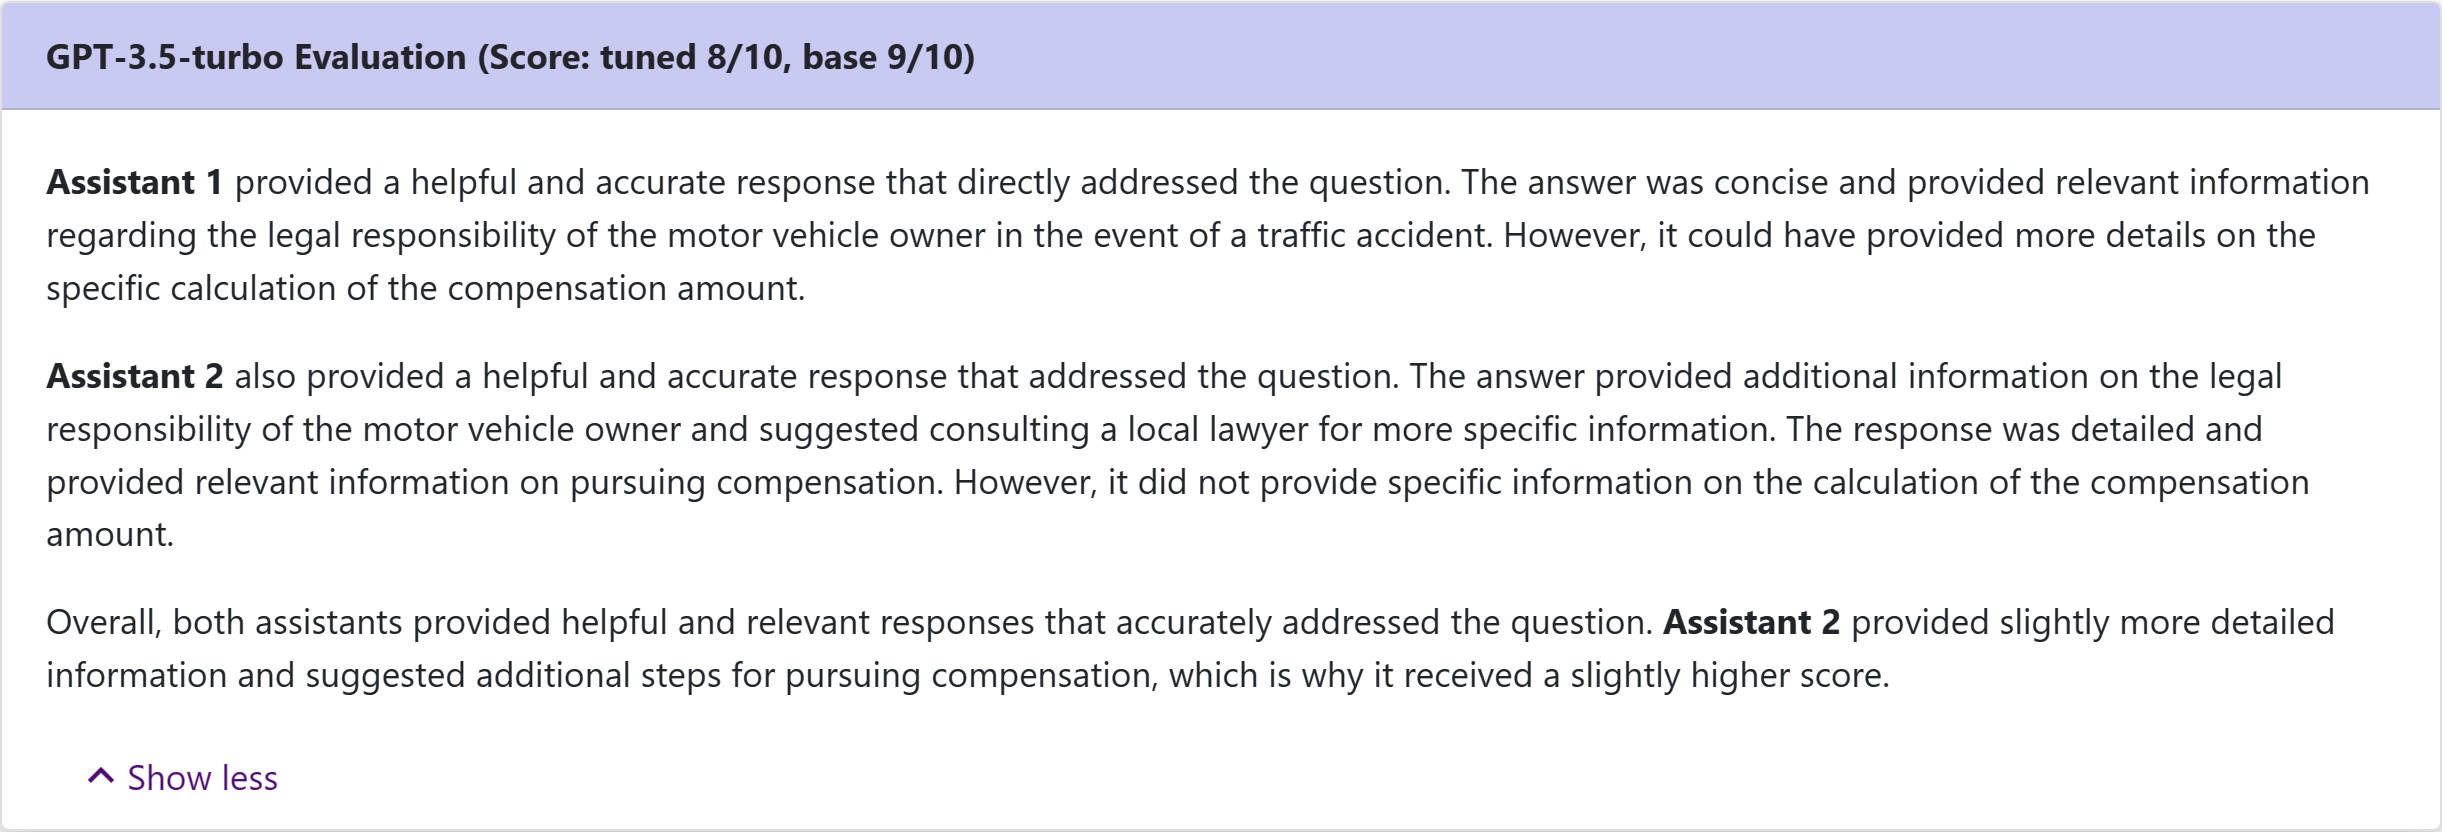 GPT-3.5-turbo Evaluation (Score: tuned 8/10, base 9/10)
Assistant 1 provided a helpful and accurate response that directly addressed the question. The answer was concise and provided relevant information
regarding the legal responsibility of the motor vehicle owner in the event of a traffic accident. However, it could have provided more details on the
specific calculation of the compensation amount.
Assistant 2 also provided a helpful and accurate response that addressed the question. The answer provided additional information on the legal
responsibility of the motor vehicle owner and suggested consulting a local lawyer for more specific information. The response was detailed and
provided relevant information on pursuing compensation. However, it did not provide specific information on the calculation of the compensation
amount.
Overall, both assistants provided helpful and relevant responses that accurately addressed the question. Assistant 2 provided slightly more detailed
information and suggested additional steps for pursuing compensation, which is why it received a slightly higher score.
Show less